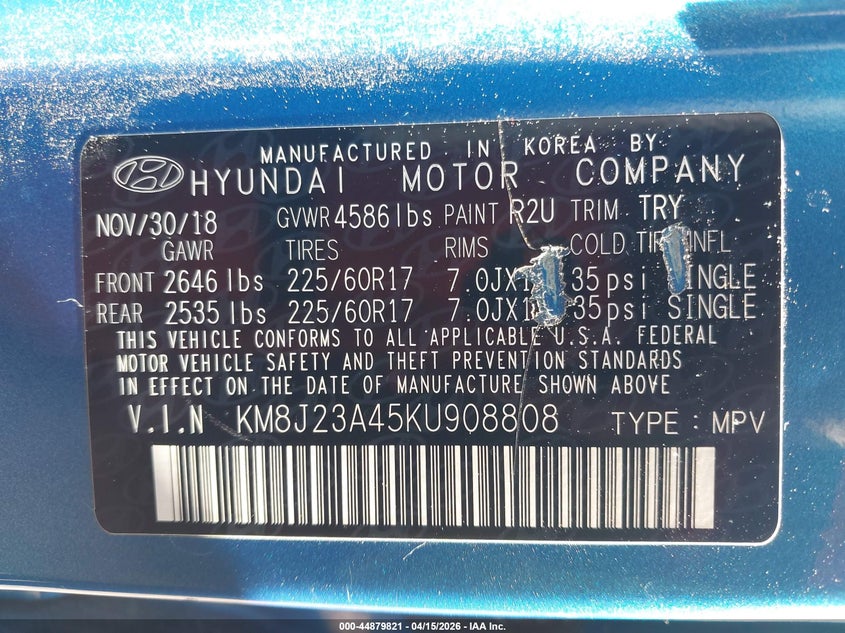 MANUFACTURED IN KOREA BY
HYUNDAI MOTOR COMPANY
NOV/30/18 GVWR 4586lbs PAINT R2U TRIM TRY
GAWR TIRES RIMS COLD INFL
FRONT 2646 lbs 225/60R17 35psi SINGLE
REAR 2535 lbs 225/60R17 35psi SINGLE
THIS VEHICLE CONFORMS TO ALL APPLICABLE U.S.A. FEDERAL
MOTOR VEHICLE SAFETY AND THEFT PREVENTION STANDARDS
IN EFFECT ON THE DATE OF MANUFACTURE SHOWN ABOVE
V.I.N KM8J23A45KU908808 TYPE: MPV
000-44879821 - 04/15/2026 - IAA Inc.